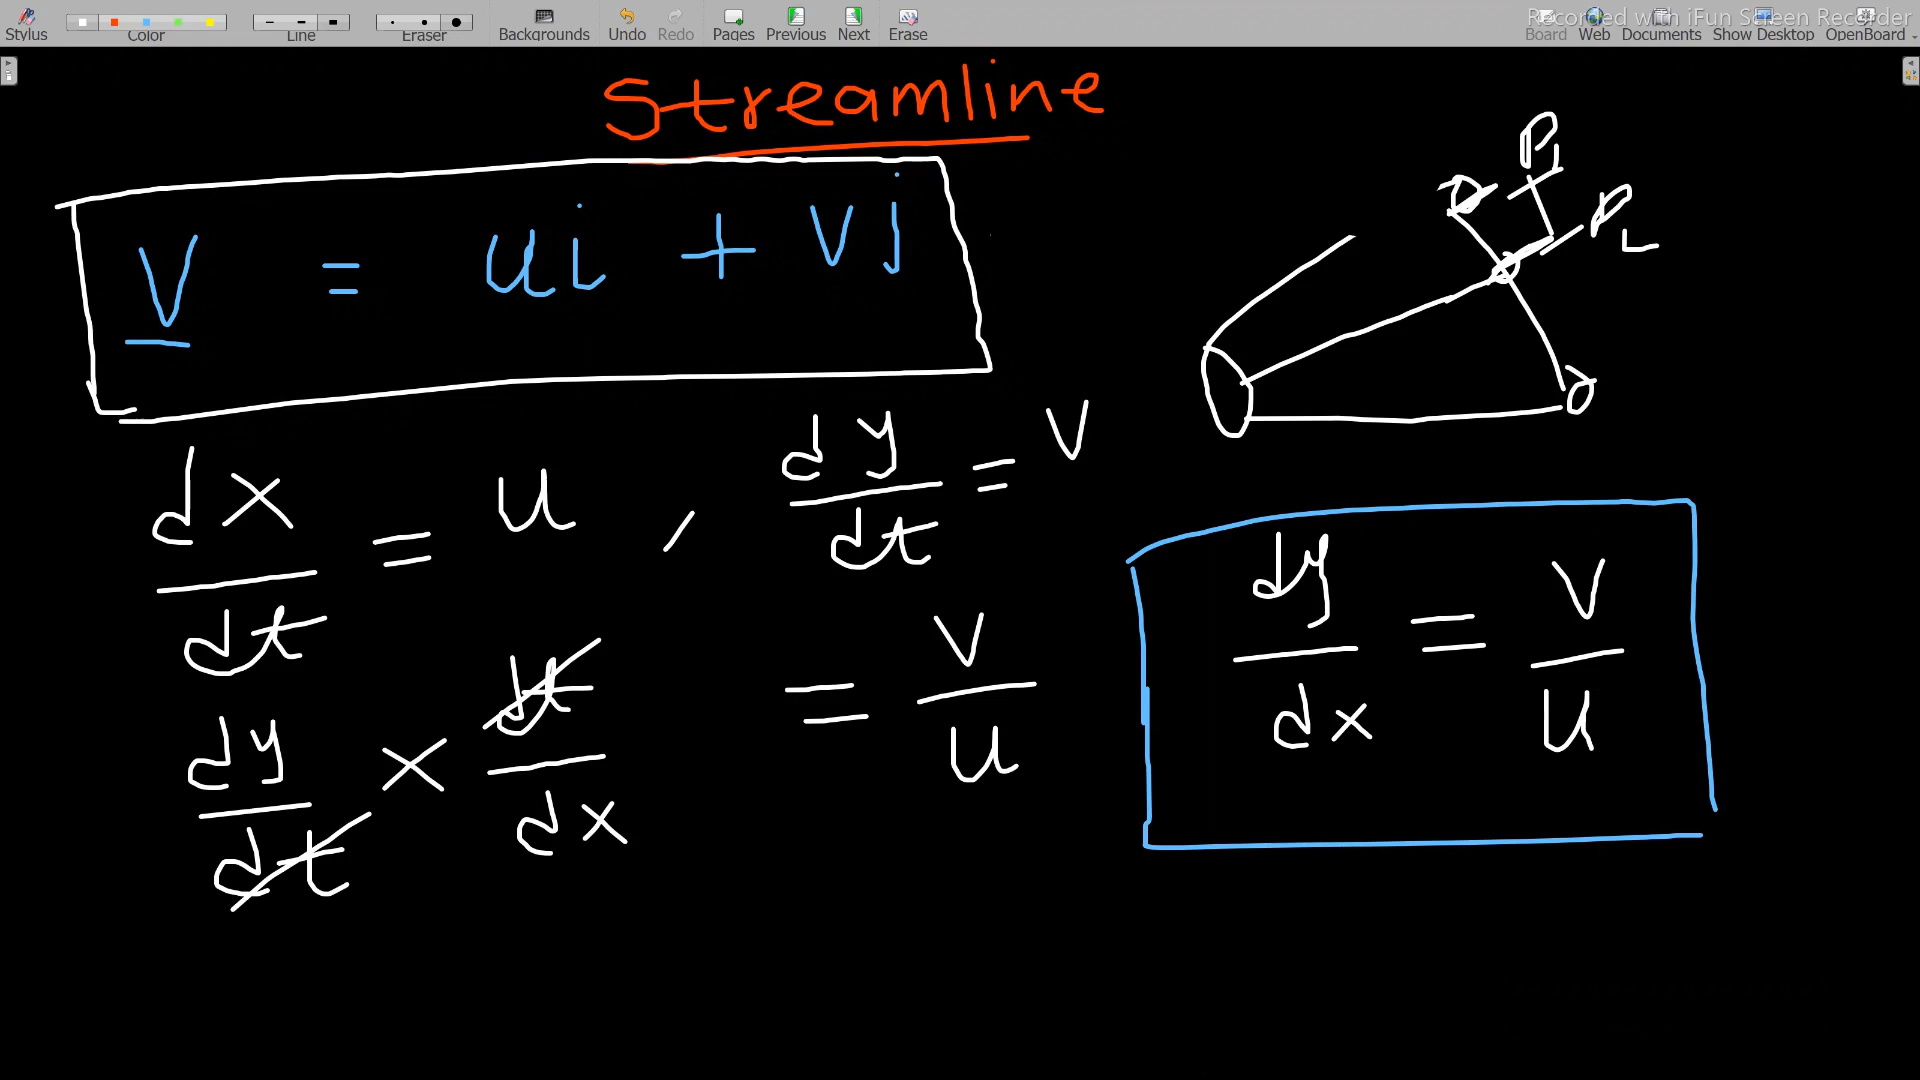 Recorded with iFun Screen Recorder
Stylus Color Line Eraser Backgrounds Undo Redo Pages Previous Next Erase Board Web Documents Show Desktop OpenBoard
Streamline
V = ui + vj
P1
P2
dx/dt = u , dy/dt = v
dy/dt × dt/dx = v/u
dy/dx = v/u